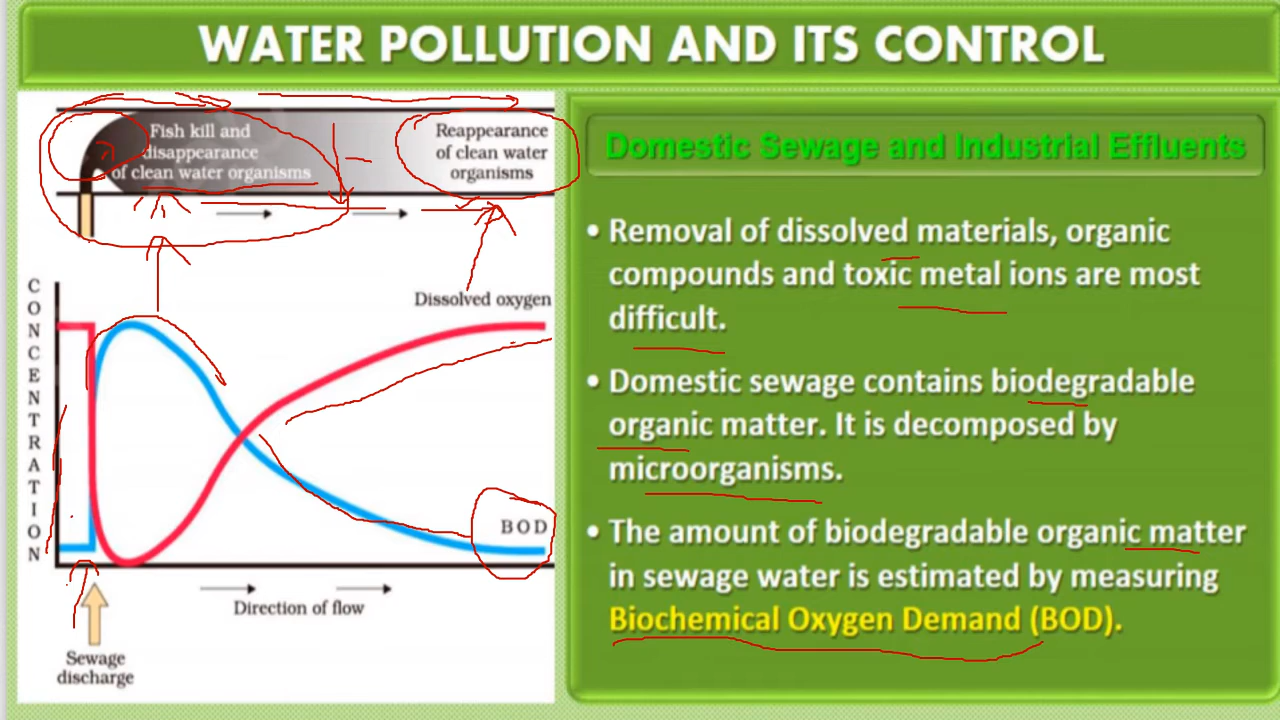 WATER POLLUTION AND ITS CONTROL
Fish kill and
disappearance
of clean water organisms
Reappearance
of clean water
organisms
CONCENTRATION
Dissolved oxygen
BOD
Direction of flow
Sewage
discharge
Domestic Sewage and Industrial Effluents
• Removal of dissolved materials, organic
compounds and toxic metal ions are most
difficult.
• Domestic sewage contains biodegradable
organic matter. It is decomposed by
microorganisms.
• The amount of biodegradable organic matter
in sewage water is estimated by measuring
Biochemical Oxygen Demand (BOD).